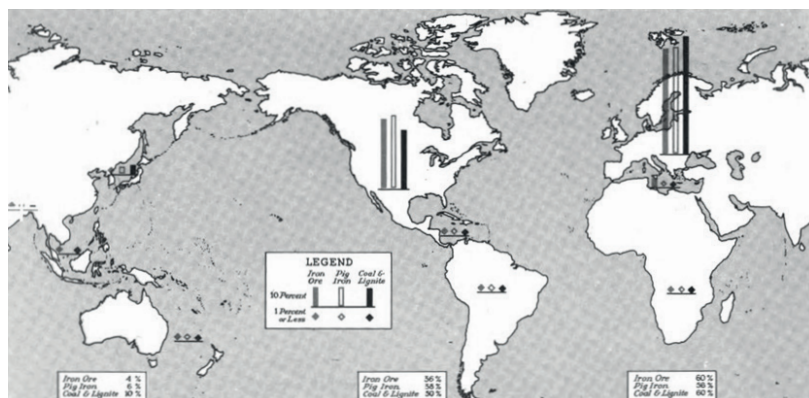 LEGEND
Iron Ore Pig Iron Coal & Lignite
10 Percent
1 Percent or Less
Iron Ore 4 %
Pig Iron 6 %
Coal & Lignite 10 %
Iron Ore 36 %
Pig Iron 38 %
Coal & Lignite 30 %
Iron Ore 60 %
Pig Iron 56 %
Coal & Lignite 60 %